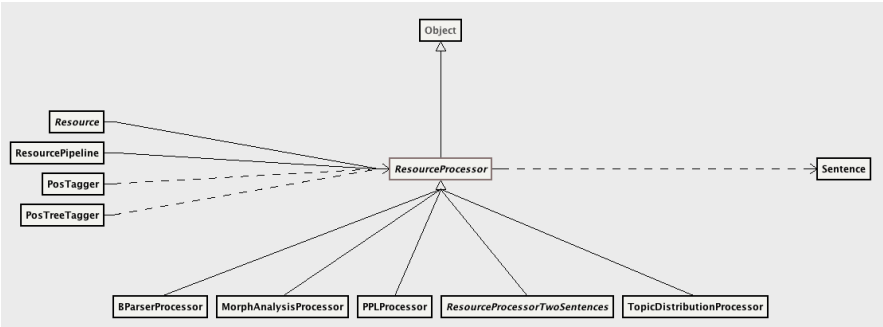 Object
Resource
ResourcePipeline
PosTagger
PosTreeTagger
ResourceProcessor
Sentence
BParserProcessor
MorphAnalysisProcessor
PPLProcessor
ResourceProcessorTwoSentences
TopicDistributionProcessor